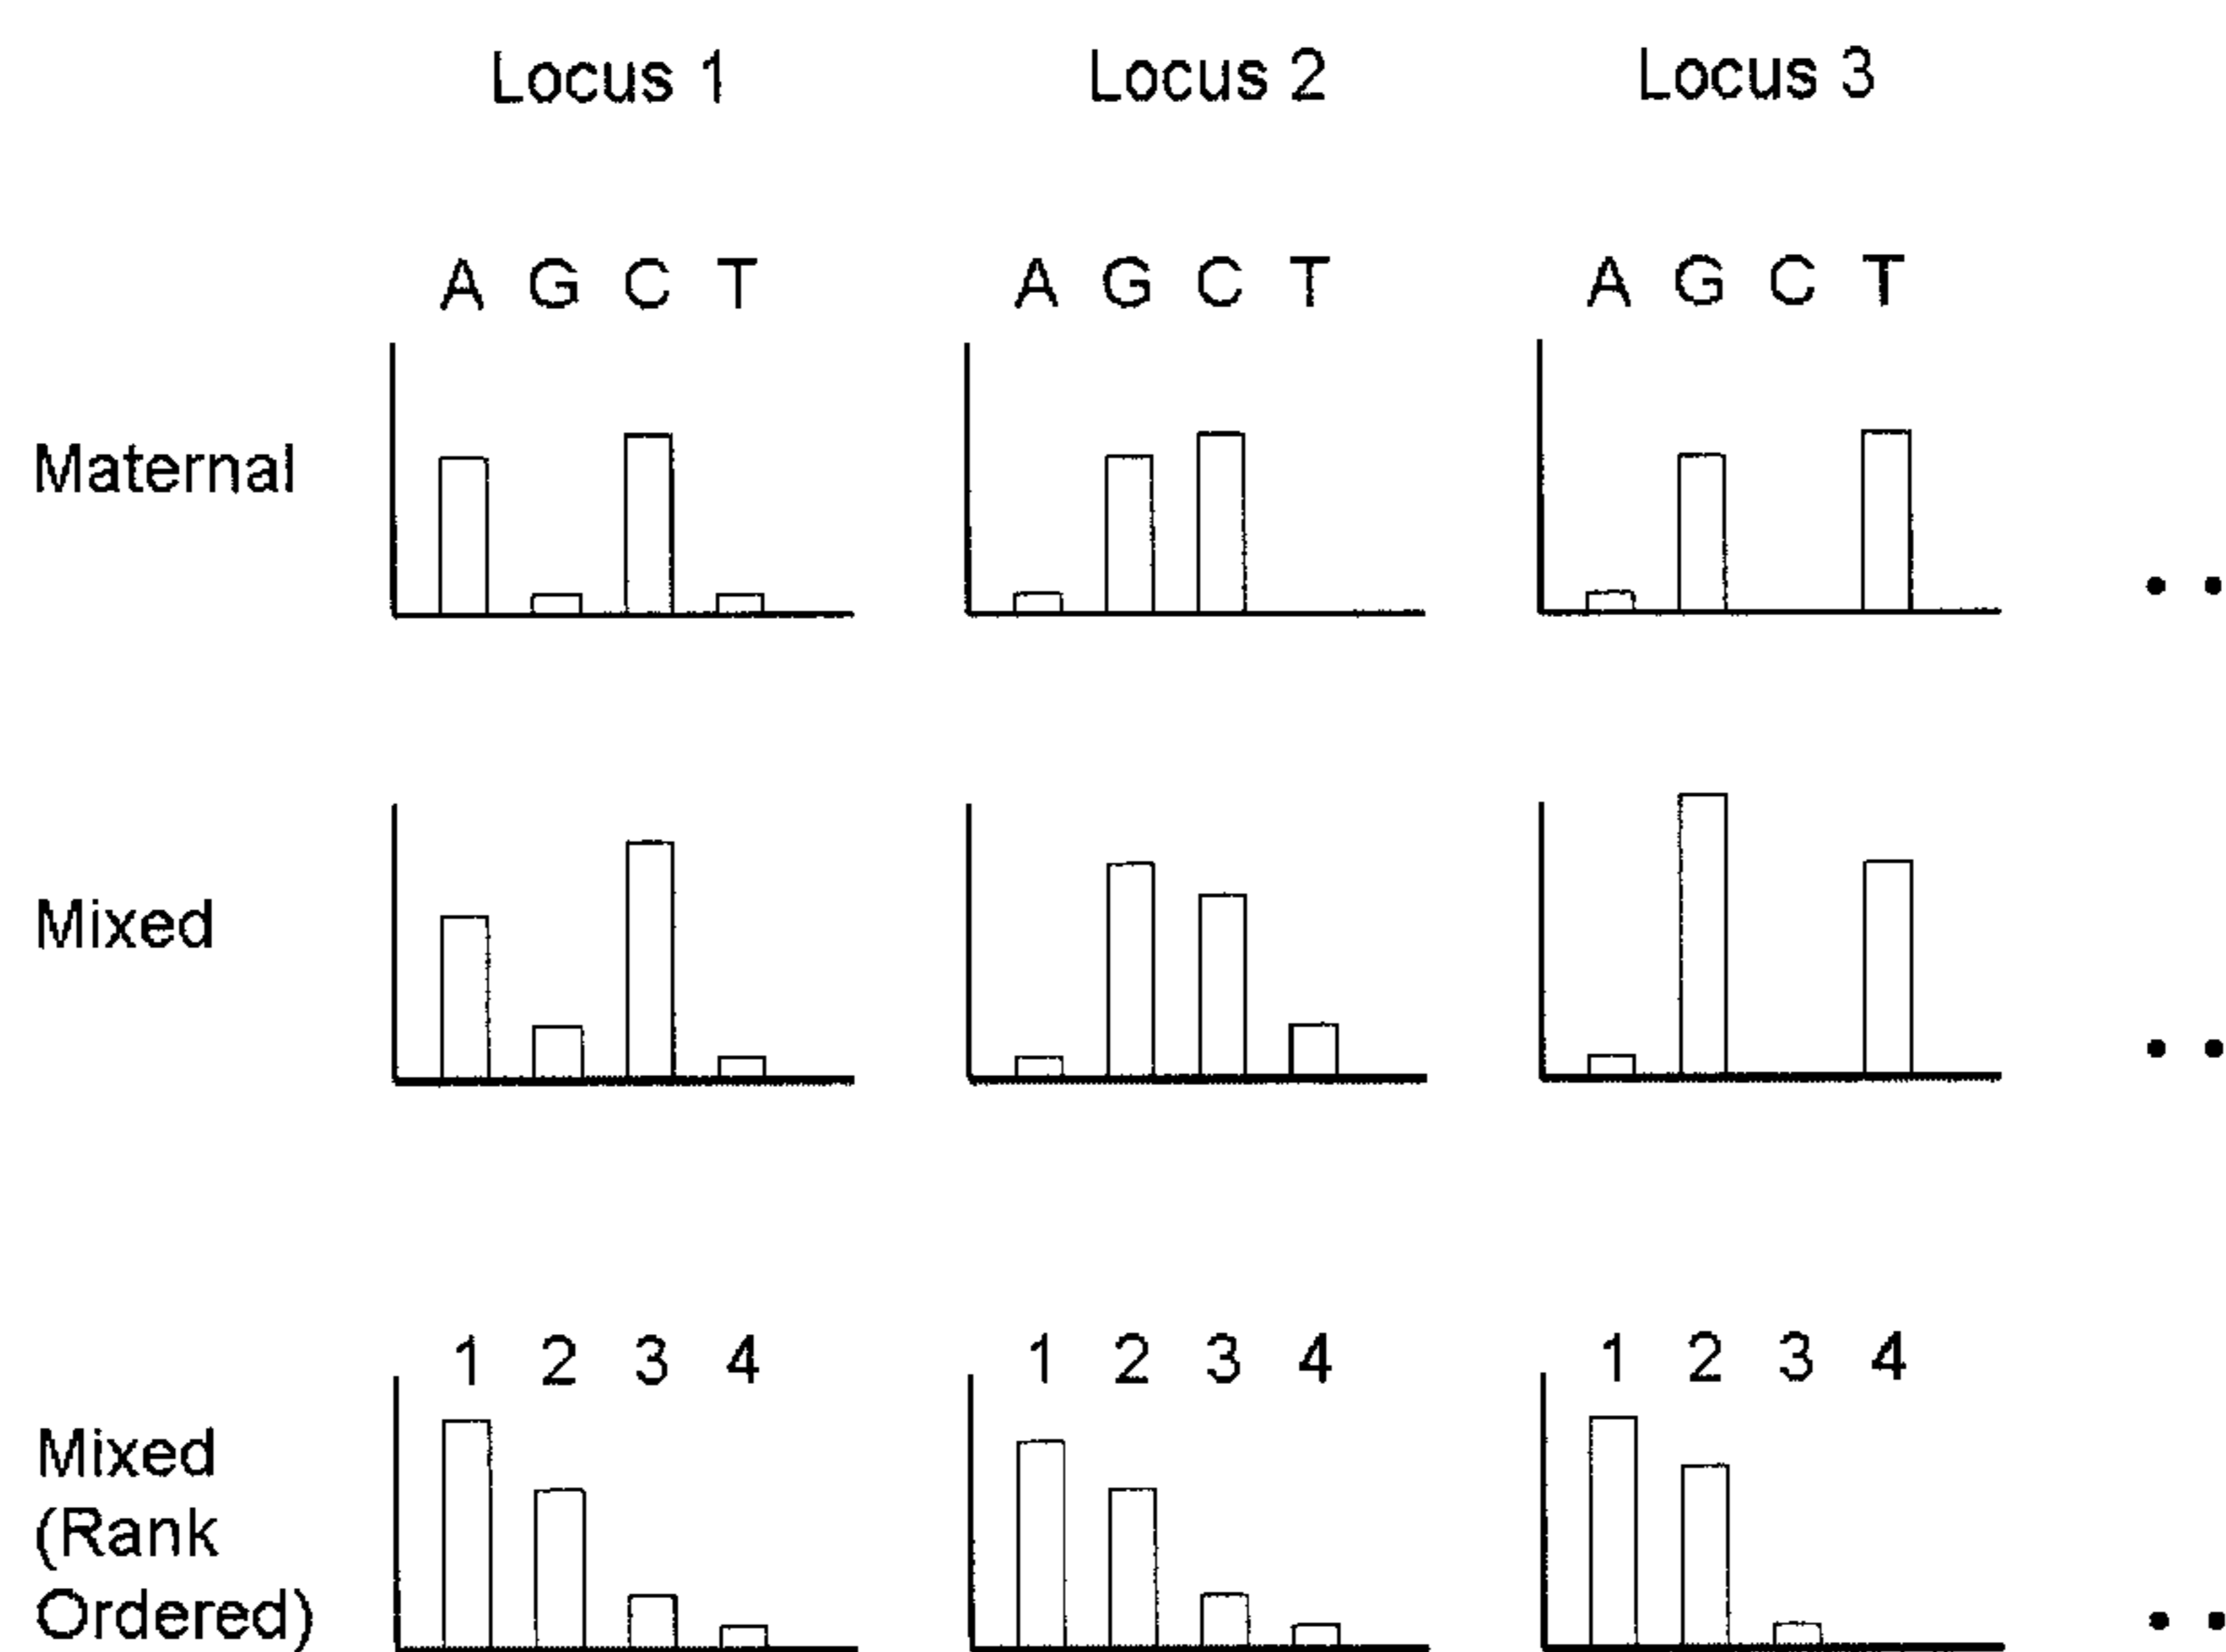 Locus 1 Locus 2 Locus 3
A G C T A G C T A G C T
Maternal
Mixed
1 2 3 4 1 2 3 4 1 2 3 4
Mixed
(Rank
Ordered)